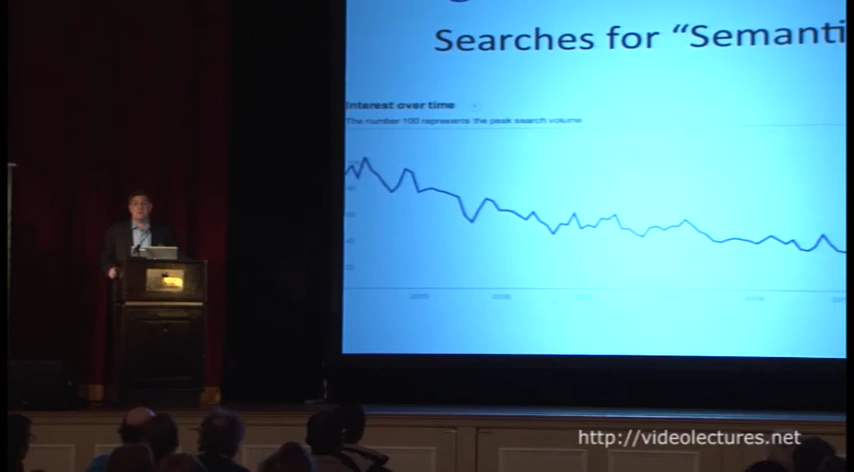 Searches for “Semanti
Interest over time
The number 100 represents the peak search volume
http://videolectures.net